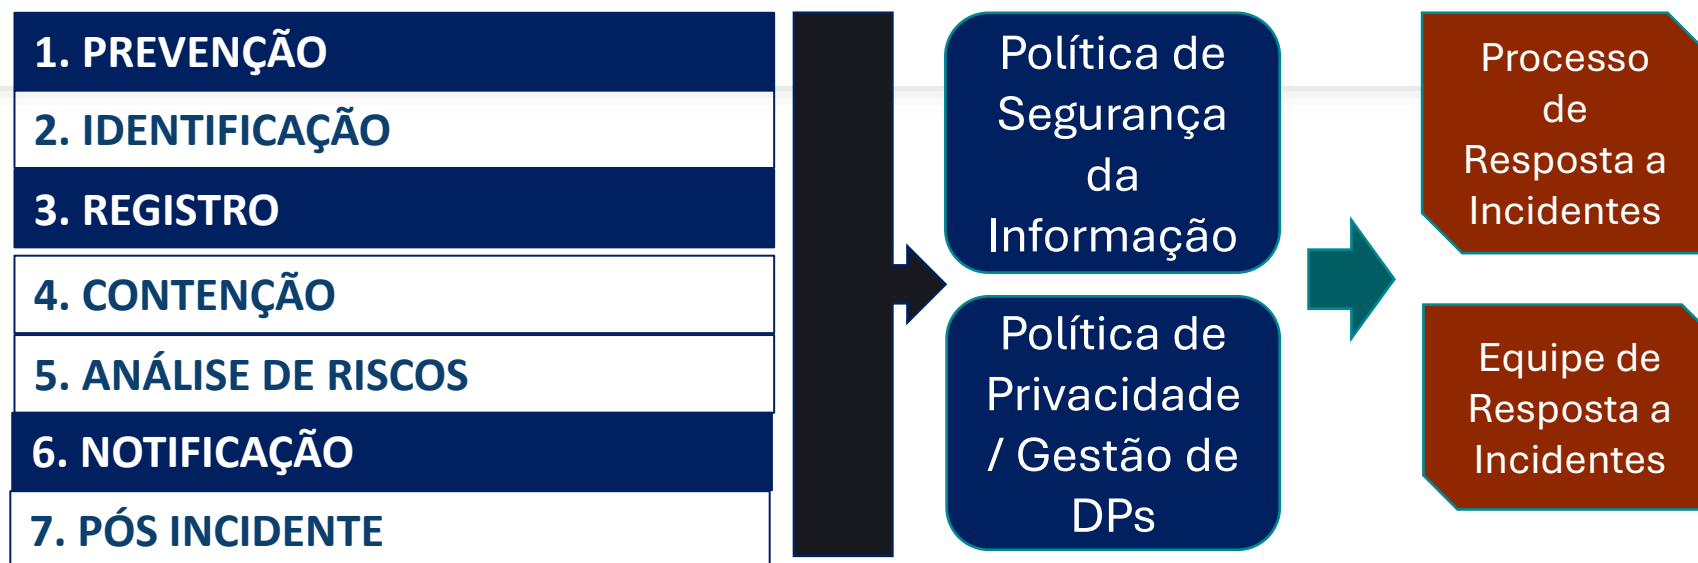 1. PREVENÇÃO
2. IDENTIFICAÇÃO
3. REGISTRO
4. CONTENÇÃO
5. ANÁLISE DE RISCOS
6. NOTIFICAÇÃO
7. PÓS INCIDENTE
Política de
Segurança
da
Informação
Política de
Privacidade
/ Gestão de
DPs
Processo
de
Resposta a
Incidentes
Equipe de
Resposta a
Incidentes